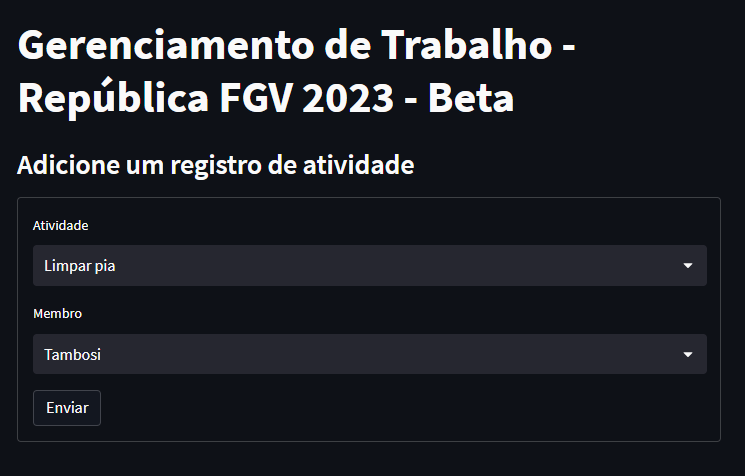 Gerenciamento de Trabalho -
República FGV 2023 - Beta
Adicione um registro de atividade
Atividade
Limpar pia
Membro
Tambosi
Enviar